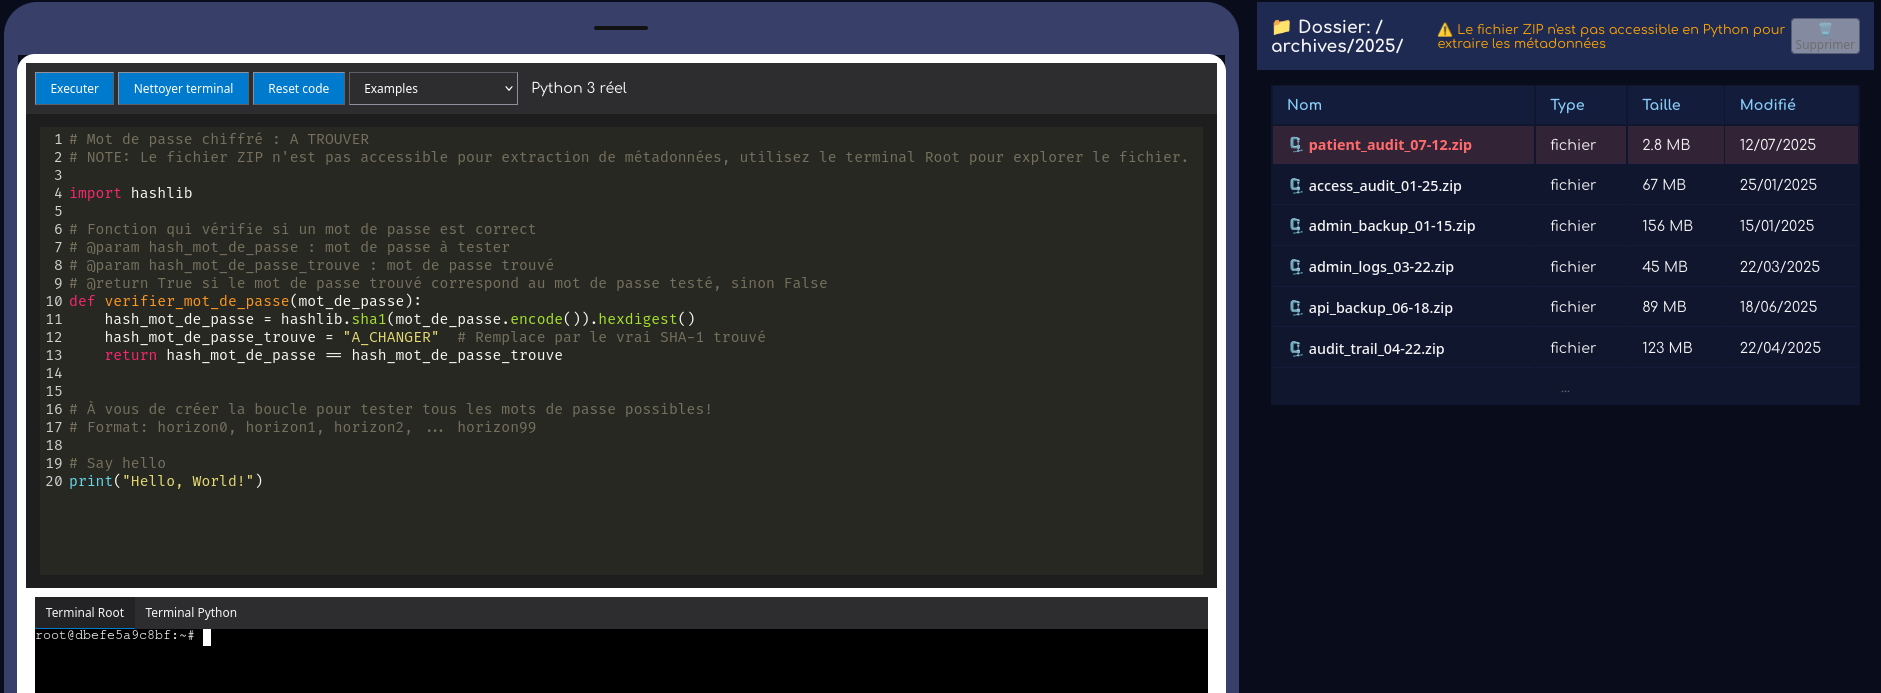 Executer Nettoyer terminal Reset code Examples Python 3 réel
1 # Mot de passe chiffré : A TROUVER
2 # NOTE: Le fichier ZIP n'est pas accessible pour extraction de métadonnées, utilisez le terminal Root pour explorer le fichier.
3
4 import hashlib
5
6 # Fonction qui vérifie si un mot de passe est correct
7 # @param hash_mot_de_passe : mot de passe à tester
8 # @param hash_mot_de_passe_trouve : mot de passe trouvé
9 # @return True si le mot de passe trouvé correspond au mot de passe testé, sinon False
10 def verifier_mot_de_passe(mot_de_passe):
11     hash_mot_de_passe = hashlib.sha1(mot_de_passe.encode()).hexdigest()
12     hash_mot_de_passe_trouve = "A_CHANGER"  # Remplace par le vrai SHA-1 trouvé
13     return hash_mot_de_passe == hash_mot_de_passe_trouve
14
15
16 # À vous de créer la boucle pour tester tous les mots de passe possibles!
17 # Format: horizon0, horizon1, horizon2, ... horizon99
18
19 # Say hello
20 print("Hello, World!")
Terminal Root Terminal Python
root@dbefe5a9c8bf:~#
📁 Dossier: /
archives/2025/
⚠️ Le fichier ZIP n'est pas accessible en Python pour
extraire les métadonnées
Supprimer
Nom Type Taille Modifié
patient_audit_07-12.zip fichier 2.8 MB 12/07/2025
access_audit_01-25.zip fichier 67 MB 25/01/2025
admin_backup_01-15.zip fichier 156 MB 15/01/2025
admin_logs_03-22.zip fichier 45 MB 22/03/2025
api_backup_06-18.zip fichier 89 MB 18/06/2025
audit_trail_04-22.zip fichier 123 MB 22/04/2025
...